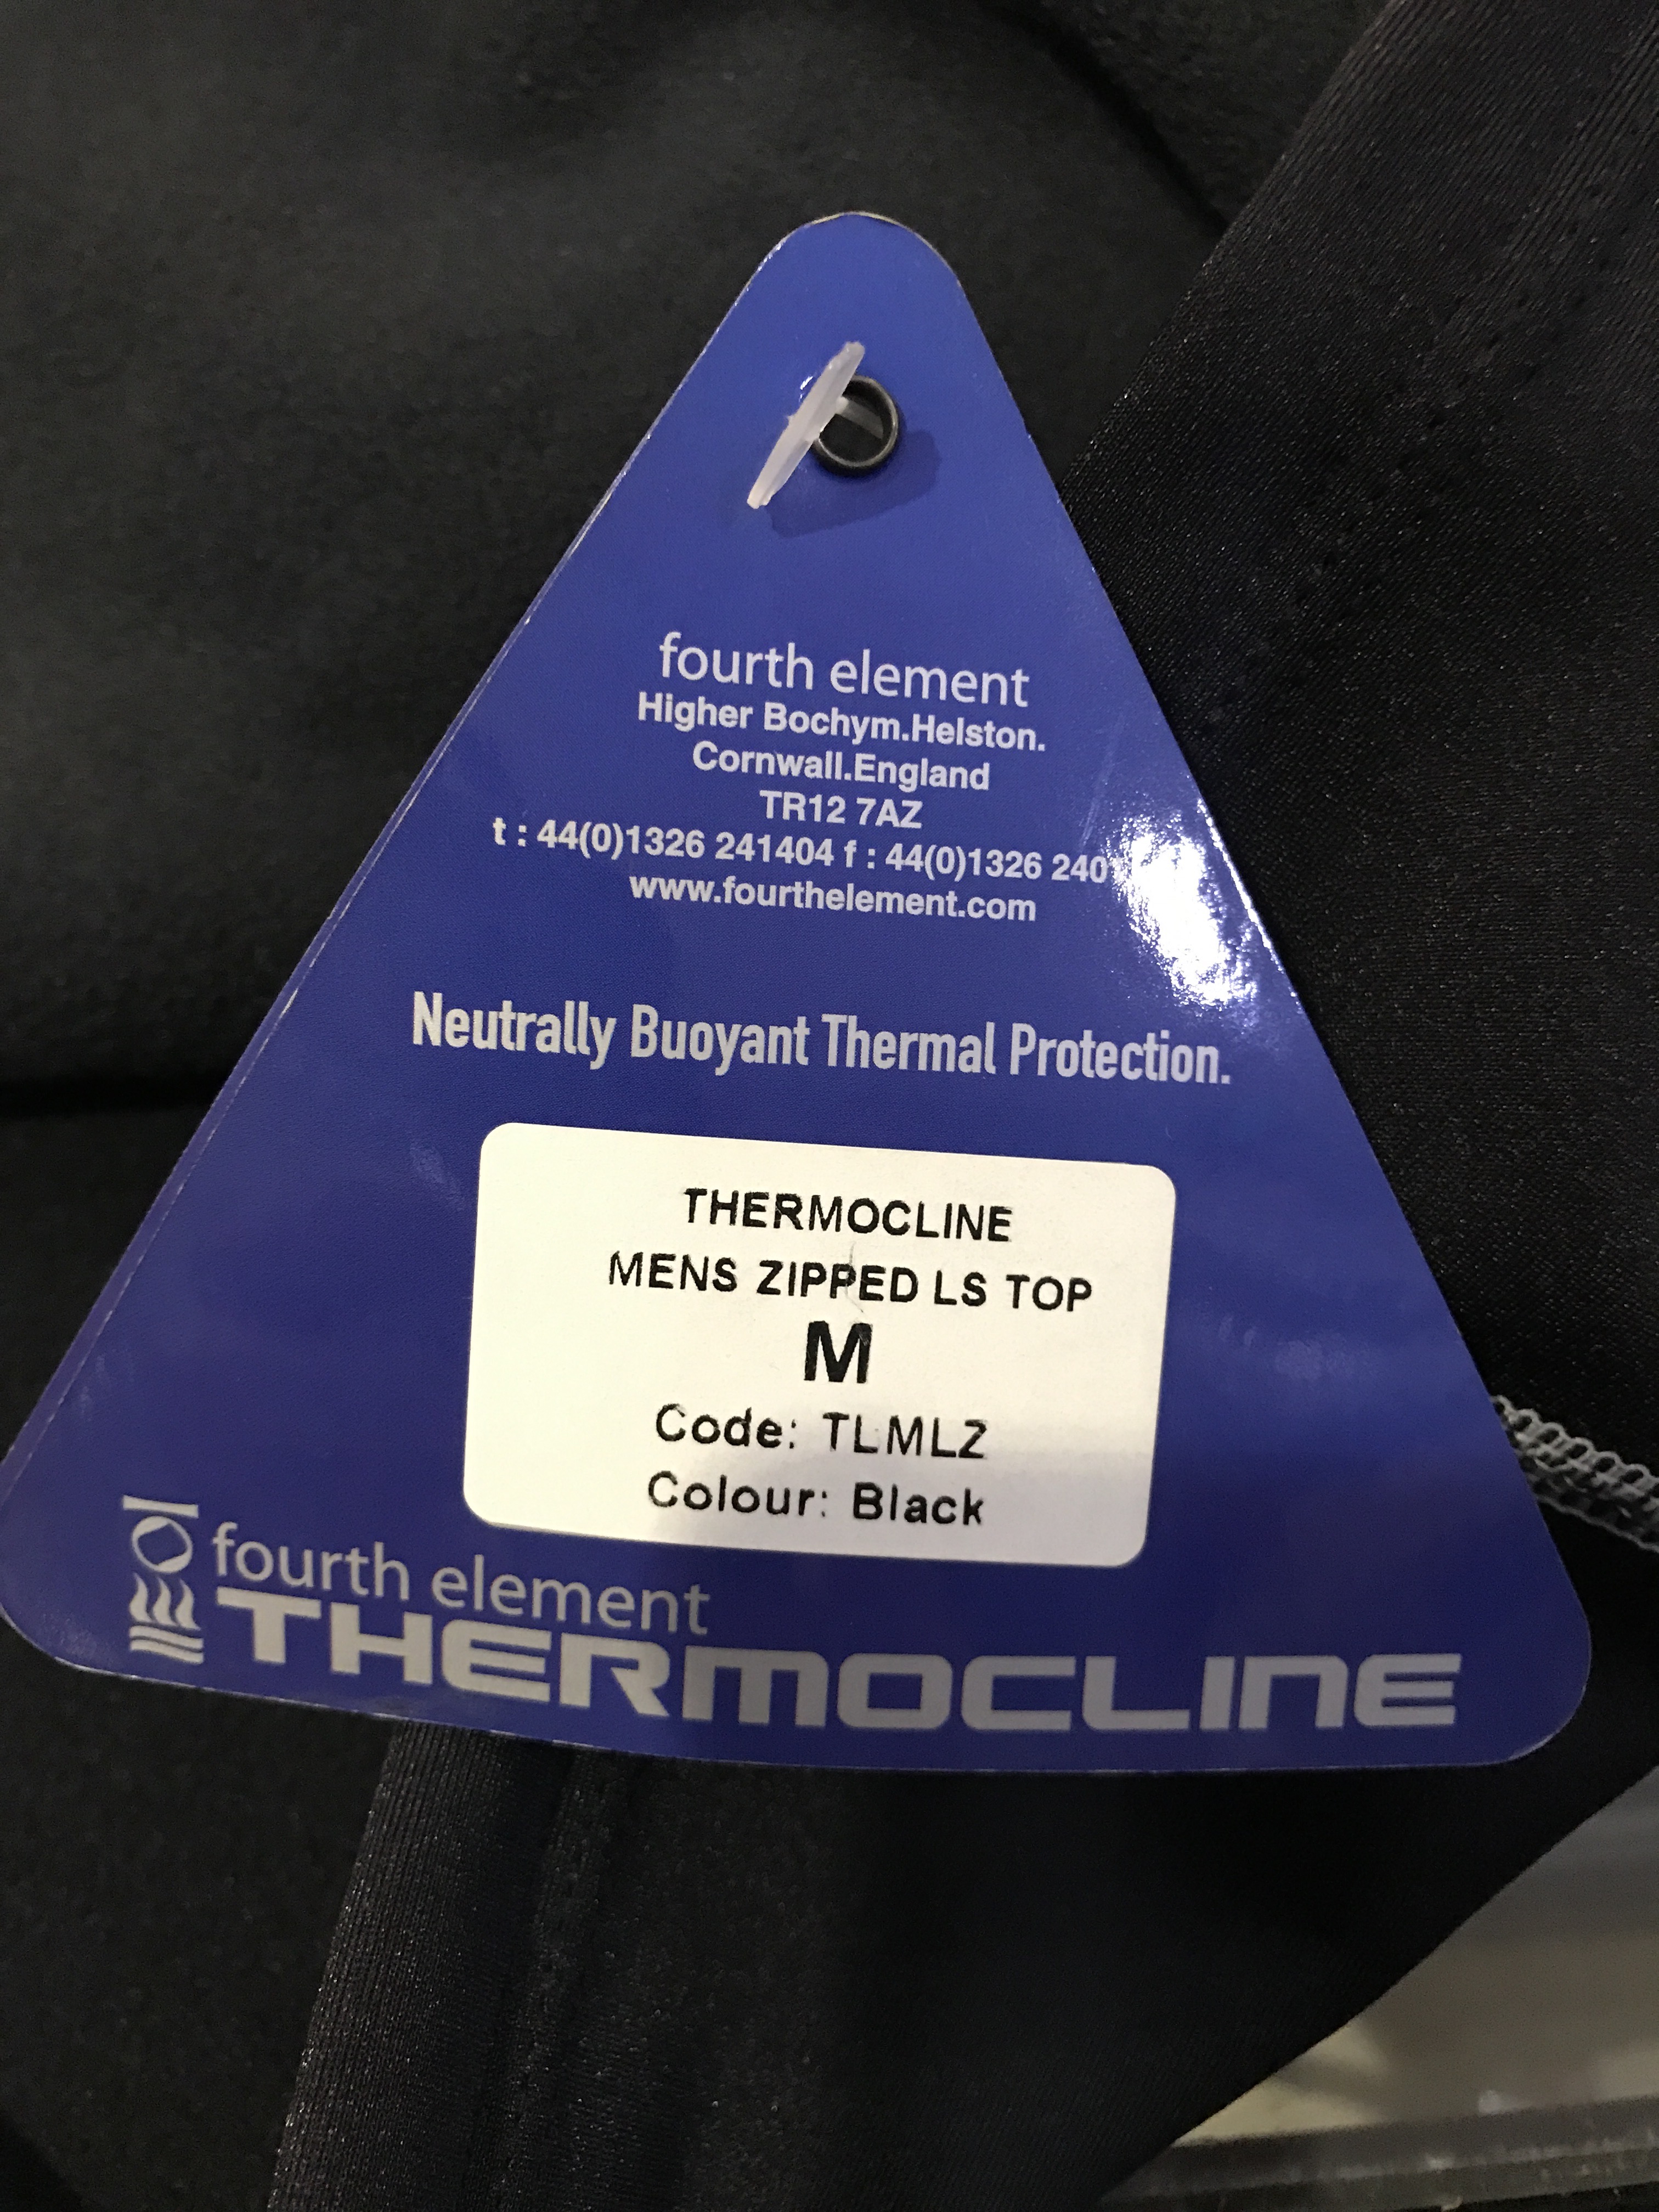 fourth element
Higher Bochym.Helston.
Cornwall.England
TR12 7AZ
t : 44(0)1326 241404 f : 44(0)1326
www.fourthelement.com
Neutrally Buoyant Thermal Protection.
THERMOCLINE
MENS ZIPPED LS TOP
M
Code: TLMLZ
Colour: Black
fourth element
THERMOCLINE